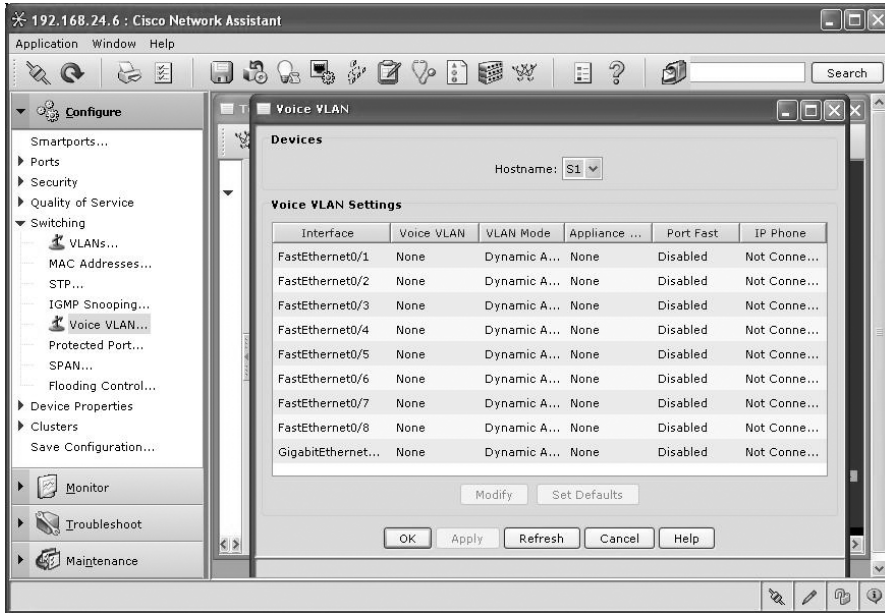 192.168.24.6 : Cisco Network Assistant
Application Window Help
Search
Configure
Smartports...
Ports
Security
Quality of Service
Switching
VLANs...
MAC Addresses...
STP...
IGMP Snooping...
Voice VLAN...
Protected Port...
SPAN...
Flooding Control...
Device Properties
Clusters
Save Configuration...
Monitor
Troubleshoot
Maintenance
Voice VLAN
Devices
Hostname: S1
Voice VLAN Settings
Interface Voice VLAN VLAN Mode Appliance ... Port Fast IP Phone
FastEthernet0/1 None Dynamic A... None Disabled Not Conne...
FastEthernet0/2 None Dynamic A... None Disabled Not Conne...
FastEthernet0/3 None Dynamic A... None Disabled Not Conne...
FastEthernet0/4 None Dynamic A... None Disabled Not Conne...
FastEthernet0/5 None Dynamic A... None Disabled Not Conne...
FastEthernet0/6 None Dynamic A... None Disabled Not Conne...
FastEthernet0/7 None Dynamic A... None Disabled Not Conne...
FastEthernet0/8 None Dynamic A... None Disabled Not Conne...
GigabitEthernet... None Dynamic A... None Disabled Not Conne...
Modify Set Defaults
OK Apply Refresh Cancel Help